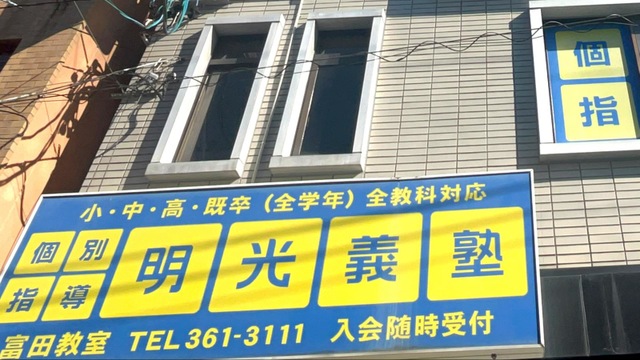 個
指
小・中・高・既卒（全学年）全教科対応
個別
指導
明光義塾
富田教室 TEL 361-3111 入会随時受付